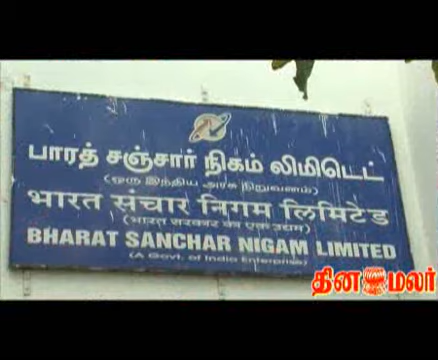 பாரத் சஞ்சார் நிகம் லிமிடெட்
(ஒரு இந்திய அரசு நிறுவனம்)
भारत संचार निगम लिमिटेड
(भारत सरकार का एक उद्यम)
BHARAT SANCHAR NIGAM LIMITED
(A Govt. of India Enterprise)
தினமலர்